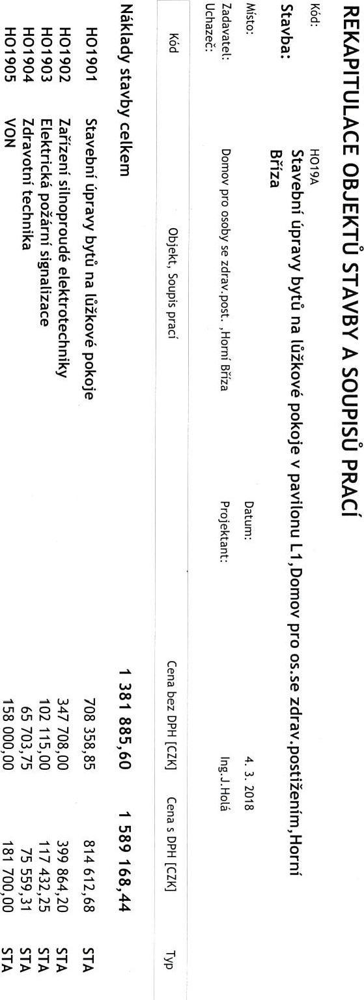 REKAPITULACE OBJEKTŮ STAVBY A SOUPISŮ PRACÍ
Kód: HO19A
Stavba: Stavební úpravy bytů na lůžkové pokoje v pavilonu L1,Domov pro os.se zdrav.postižením,Horní
Bříza
Místo: Datum: 4. 3. 2018
Zadavatel: Domov pro osoby se zdrav.post. ,Horní Bříza Projektant: Ing.J.Holá
Uchazeč:
Kód Objekt, Soupis prací Cena bez DPH [CZK] Cena s DPH [CZK] Typ
Náklady stavby celkem 1 381 885,60 1 589 168,44
HO1901 Stavební úpravy bytů na lůžkové pokoje 708 358,85 814 612,68 STA
HO1902 Zařízení silnoproudé elektrotechniky 347 708,00 399 864,20 STA
HO1903 Elektrická požární signalizace 102 115,00 117 432,25 STA
HO1904 Zdravotní technika 65 703,75 75 559,31 STA
HO1905 VON 158 000,00 181 700,00 STA